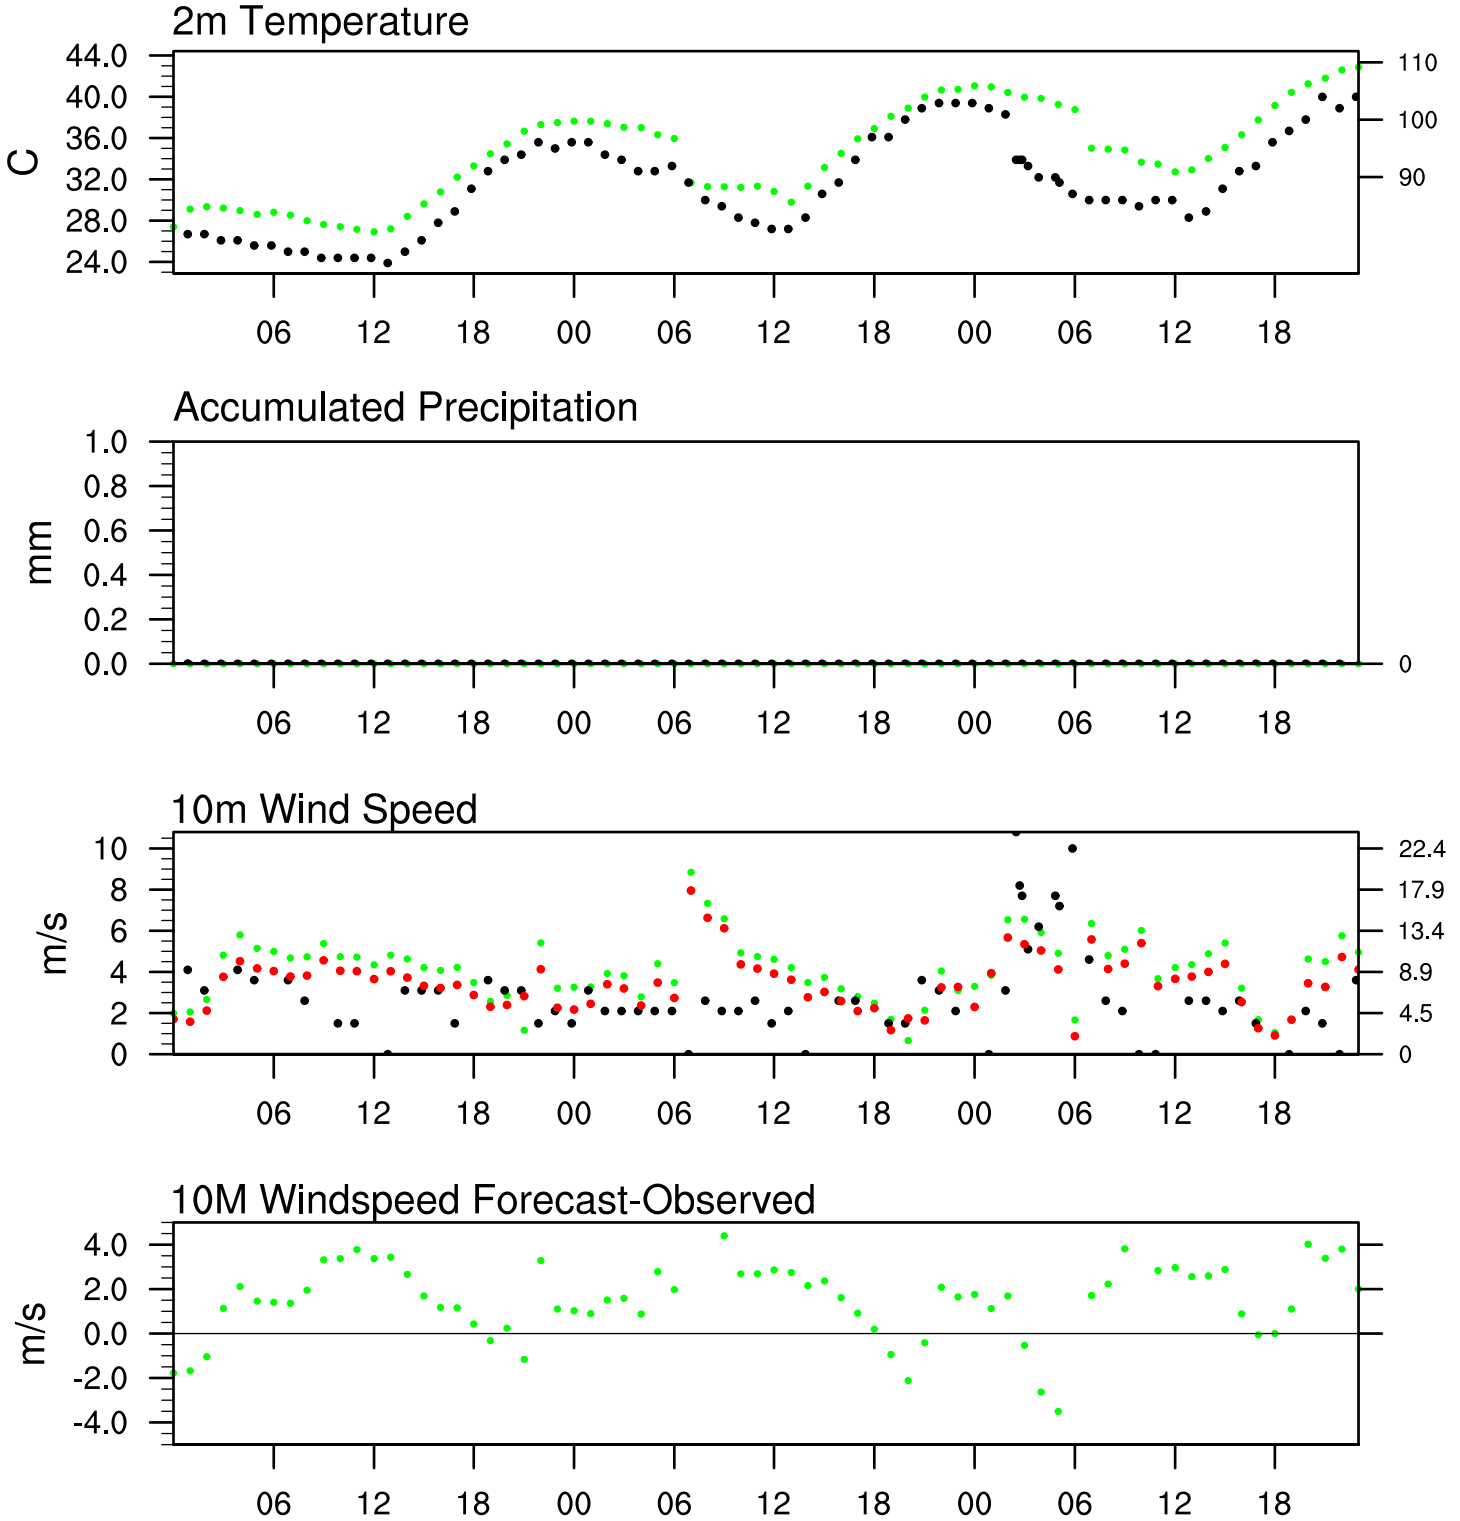 2m Temperature
44.0
40.0
36.0
32.0
28.0
24.0
C
110
100
90
06 12 18 00 06 12 18 00 06 12 18
Accumulated Precipitation
1.0
0.8
0.6
0.4
0.2
0.0
mm
0
06 12 18 00 06 12 18 00 06 12 18
10m Wind Speed
10
8
6
4
2
0
m/s
22.4
17.9
13.4
8.9
4.5
0
06 12 18 00 06 12 18 00 06 12 18
10M Windspeed Forecast-Observed
4.0
2.0
0.0
-2.0
-4.0
m/s
06 12 18 00 06 12 18 00 06 12 18